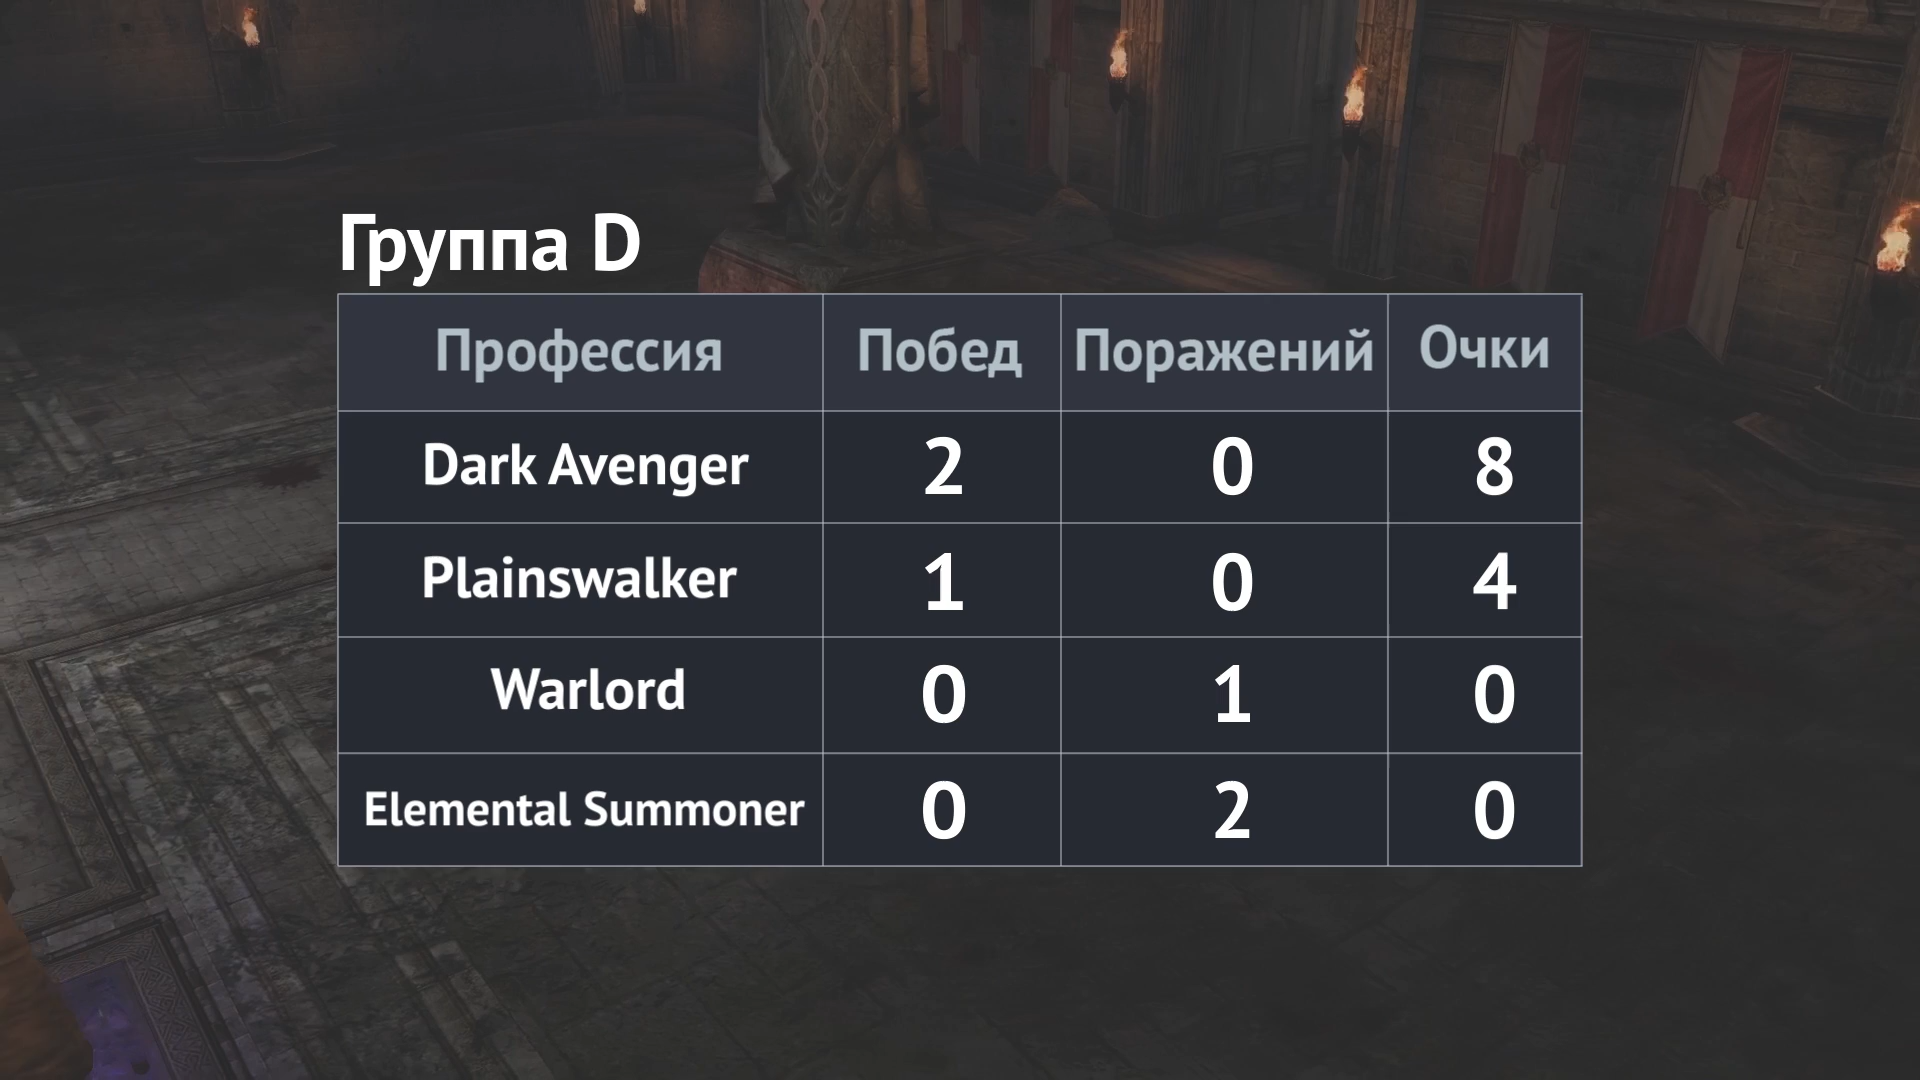 Группа D
Профессия Побед Поражений Очки
Dark Avenger 2 0 8
Plainswalker 1 0 4
Warlord 0 1 0
Elemental Summoner 0 2 0